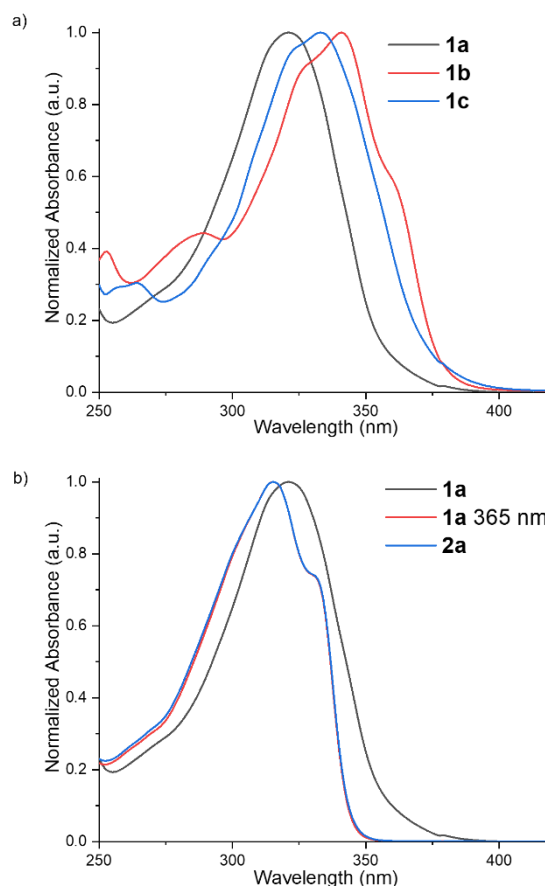 a)
1.0
0.8
0.6
0.4
0.2
0.0
Normalized Absorbance (a.u.)
1a
1b
1c
250
300
350
400
Wavelength (nm)
b)
1.0
0.8
0.6
0.4
0.2
0.0
Normalized Absorbance (a.u.)
1a
1a 365 nm
2a
250
300
350
400
Wavelength (nm)